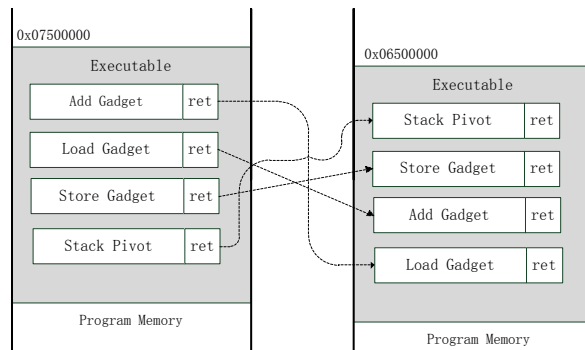 0x07500000
Executable
Add Gadget ret
Load Gadget ret
Store Gadget ret
Stack Pivot ret
Program Memory
0x06500000
Executable
Stack Pivot ret
Store Gadget ret
Add Gadget ret
Load Gadget ret
Program Memory